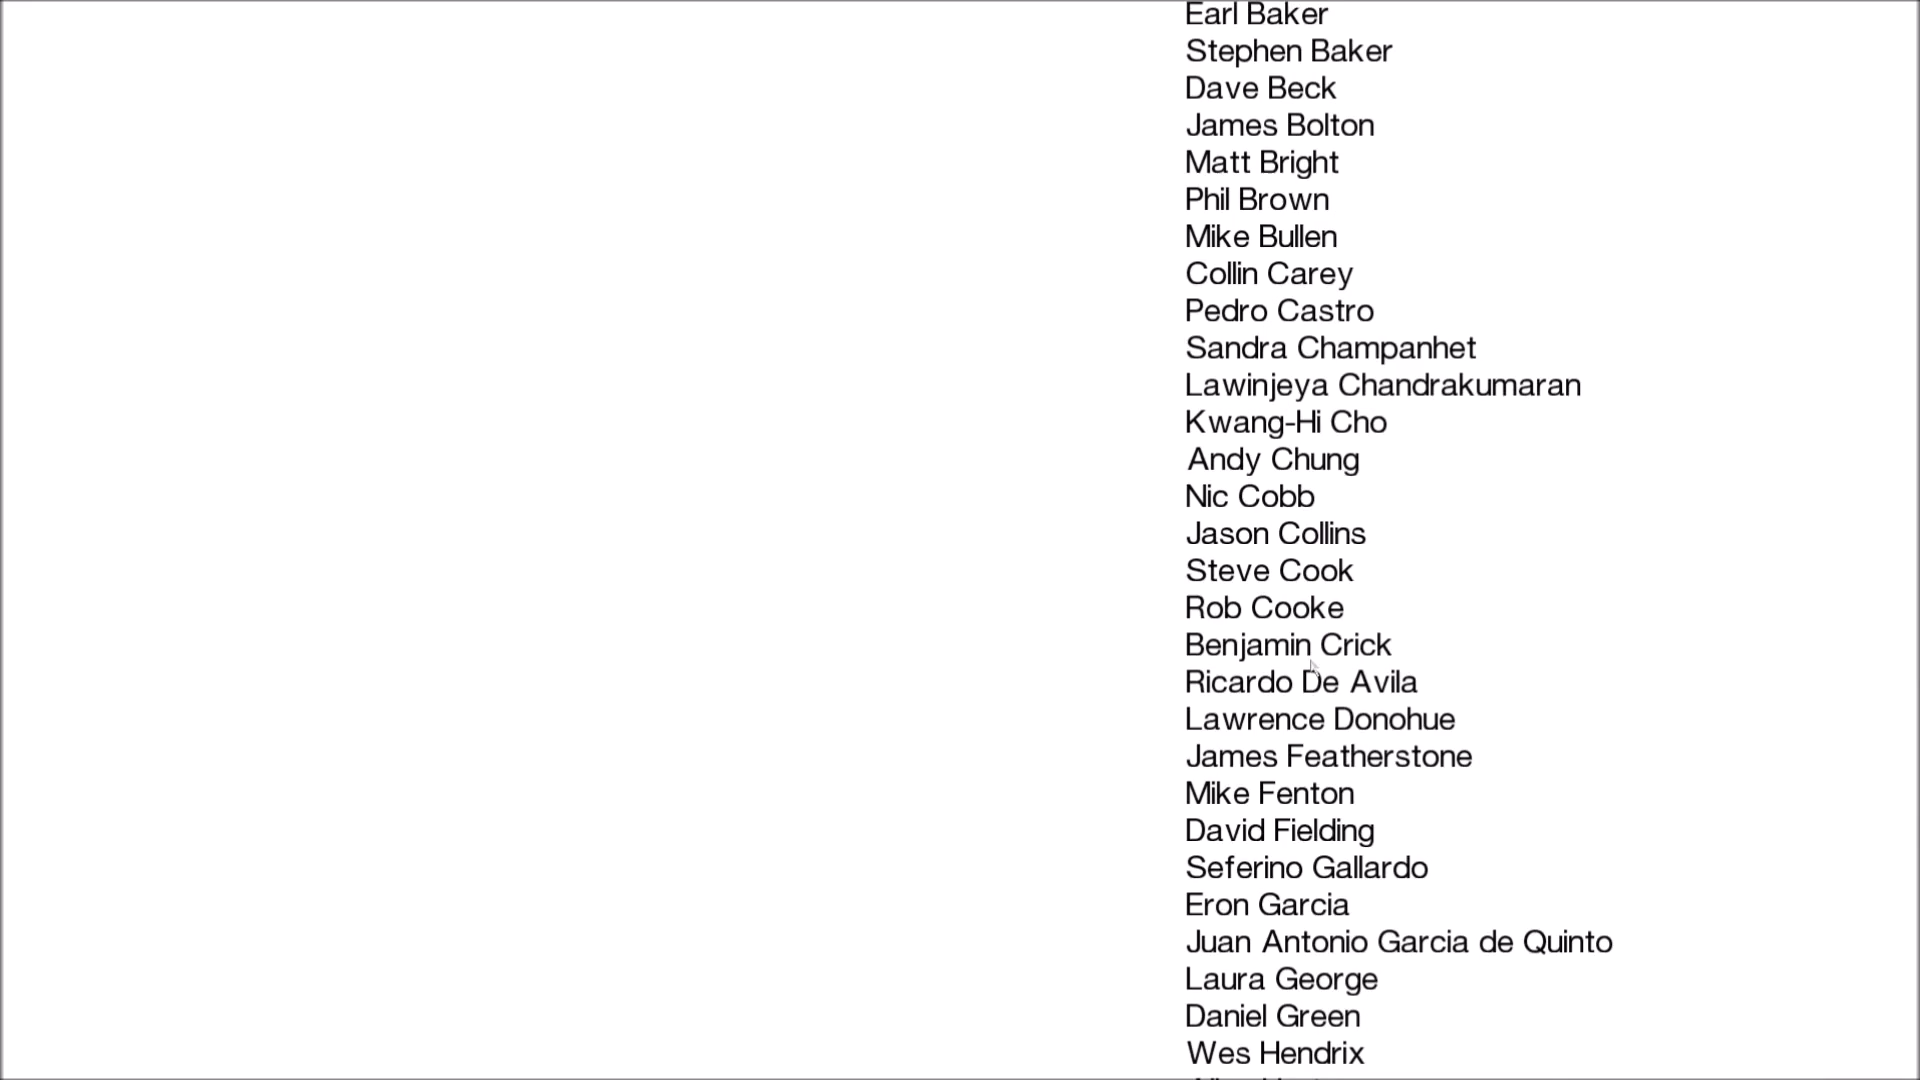 Earl Baker
Stephen Baker
Dave Beck
James Bolton
Matt Bright
Phil Brown
Mike Bullen
Collin Carey
Pedro Castro
Sandra Champanhet
Lawinjeya Chandrakumaran
Kwang-Hi Cho
Andy Chung
Nic Cobb
Jason Collins
Steve Cook
Rob Cooke
Benjamin Crick
Ricardo De Avila
Lawrence Donohue
James Featherstone
Mike Fenton
David Fielding
Seferino Gallardo
Eron Garcia
Juan Antonio Garcia de Quinto
Laura George
Daniel Green
Wes Hendrix